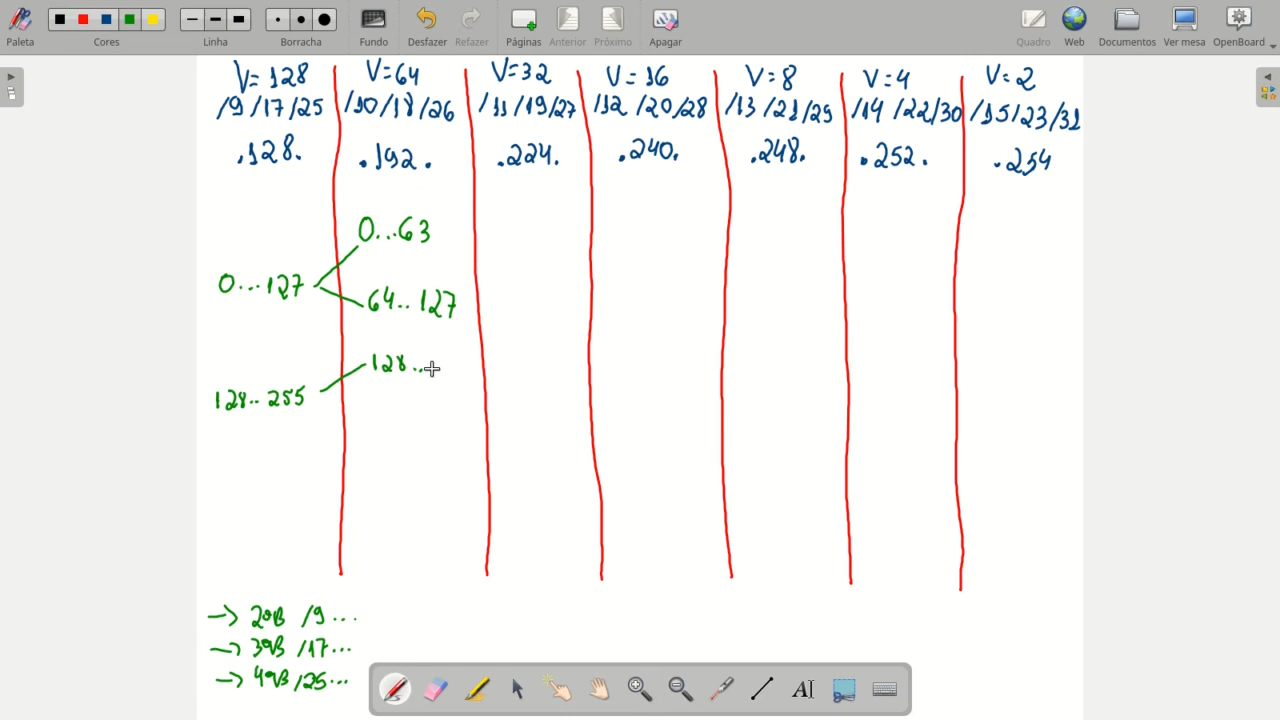 Paleta Cores Linha Borracha Fundo Desfazer Refazer Páginas Anterior Próximo Apagar Quadro Web Documentos Ver mesa OpenBoard
V=128 V=64 V=32 V=16 V=8 V=4 V=2
/9/17/25 /10/18/26 /11/19/27 /12/20/28 /13/21/29 /14/22/30 /15/23/31
.128. .192. .224. .240. .248. .252. .254
0...63
0...127
64..127
128..
128..255
→ 2ºB /9...
→ 3ºB /17...
→ 4ºB /25...